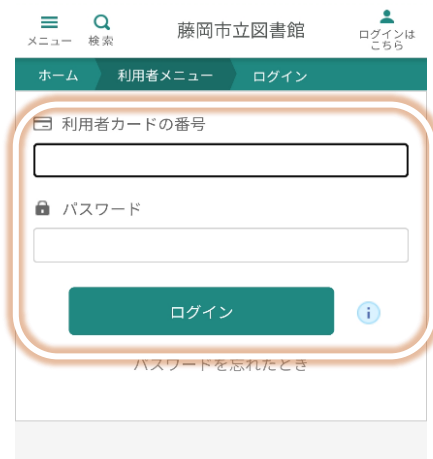 メニュー
検索
藤岡市立図書館
ログインは
こちら
ホーム
利用者メニュー
ログイン
利用者カードの番号
パスワード
ログイン
i
パスワードを忘れたとき